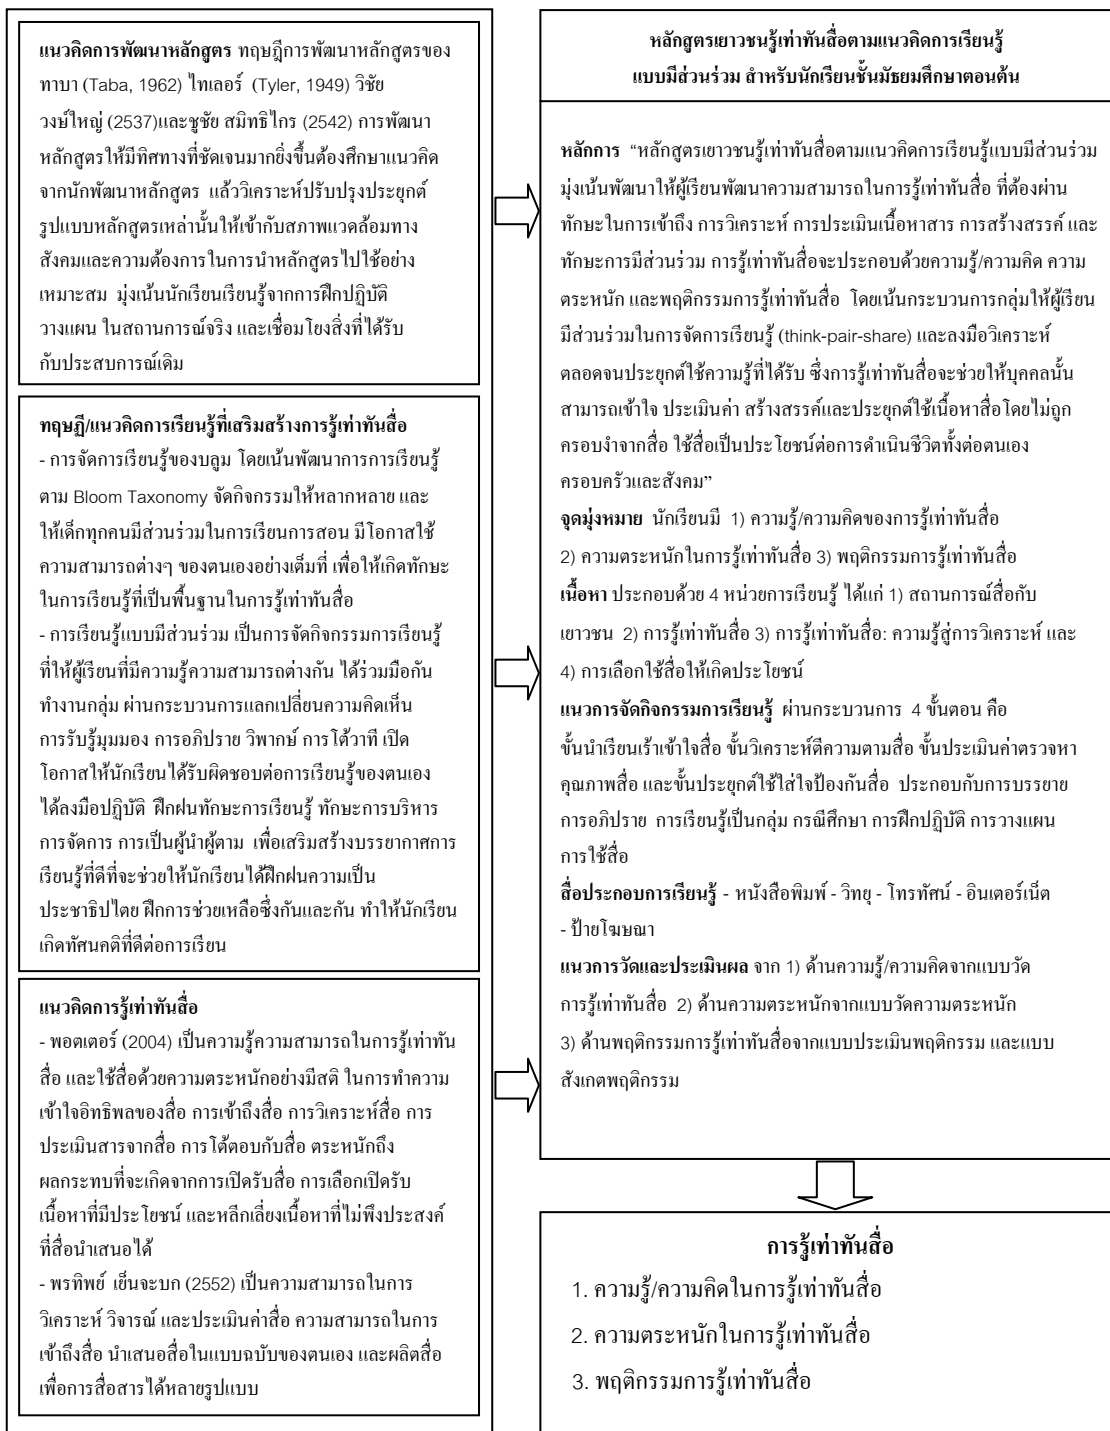 แนวคิดการพัฒนาหลักสูตร ทฤษฎีการพัฒนาหลักสูตรของ
ทาบา (Taba, 1962) ไทเลอร์ (Tyler, 1949) วิชัย
วงษ์ใหญ่ (2537)และชูชัย สมิทธิไกร (2542) การพัฒนา
หลักสูตรให้มีทิศทางที่ชัดเจนมากยิ่งขึ้นต้องศึกษาแนวคิด
จากนักพัฒนาหลักสูตร แล้ววิเคราะห์ปรับปรุงประยุกต์
รูปแบบหลักสูตรเหล่านั้นให้เข้ากับสภาพแวดล้อมทาง
สังคมและความต้องการในการนำหลักสูตรไปใช้อย่าง
เหมาะสม มุ่งเน้นนักเรียนเรียนรู้จากการฝึกปฏิบัติ
วางแผน ในสถานการณ์จริง และเชื่อมโยงสิ่งที่ได้รับ
กับประสบการณ์เดิม
ทฤษฎี/แนวคิดการเรียนรู้ที่เสริมสร้างการรู้เท่าทันสื่อ
- การจัดการเรียนรู้ของบลูม โดยเน้นพัฒนาการการเรียนรู้
ตาม Bloom Taxonomy จัดกิจกรรมให้หลากหลาย และ
ให้เด็กทุกคนมีส่วนร่วมในการเรียนการสอน มีโอกาสใช้
ความสามารถต่างๆ ของตนเองอย่างเต็มที่ เพื่อให้เกิดทักษะ
ในการเรียนรู้ที่เป็นพื้นฐานในการรู้เท่าทันสื่อ
- การเรียนรู้แบบมีส่วนร่วม เป็นการจัดกิจกรรมการเรียนรู้
ที่ให้ผู้เรียนที่มีความรู้ความสามารถต่างกัน ได้ร่วมมือกัน
ทำงานกลุ่ม ผ่านกระบวนการแลกเปลี่ยนความคิดเห็น
การรับรู้มุมมอง การอภิปราย วิพากษ์ การโต้วาที เปิด
โอกาสให้นักเรียนได้รับผิดชอบต่อการเรียนรู้ของตนเอง
ได้ลงมือปฏิบัติ ฝึกฝนทักษะการเรียนรู้ ทักษะการบริหาร
การจัดการ การเป็นผู้นำผู้ตาม เพื่อเสริมสร้างบรรยากาศการ
เรียนรู้ที่ดีที่จะช่วยให้นักเรียนได้ฝึกฝนความเป็น
ประชาธิปไตย ฝึกการช่วยเหลือซึ่งกันและกัน ทำให้นักเรียน
เกิดทัศนคติที่ดีต่อการเรียน
แนวคิดการรู้เท่าทันสื่อ
- พอตเตอร์ (2004) เป็นความรู้ความสามารถในการรู้เท่าทัน
สื่อ และใช้สื่อด้วยความตระหนักอย่างมีสติ ในการทำความ
เข้าใจอิทธิพลของสื่อ การเข้าถึงสื่อ การวิเคราะห์สื่อ การ
ประเมินสารจากสื่อ การโต้ตอบกับสื่อ ตระหนักถึง
ผลกระทบที่จะเกิดจากการเปิดรับสื่อ การเลือกเปิดรับ
เนื้อหาที่มีประโยชน์ และหลีกเลี่ยงเนื้อหาที่ไม่พึงประสงค์
ที่สื่อนำเสนอได้
- พรทิพย์ เย็นจะบก (2552) เป็นความสามารถในการ
วิเคราะห์ วิจารณ์ และประเมินค่าสื่อ ความสามารถในการ
เข้าถึงสื่อ นำเสนอสื่อในแบบฉบับของตนเอง และผลิตสื่อ
เพื่อการสื่อสารได้หลายรูปแบบ
หลักสูตรเยาวชนรู้เท่าทันสื่อตามแนวคิดการเรียนรู้
แบบมีส่วนร่วม สำหรับนักเรียนชั้นมัธยมศึกษาตอนต้น
หลักการ “หลักสูตรเยาวชนรู้เท่าทันสื่อตามแนวคิดการเรียนรู้แบบมีส่วนร่วม
มุ่งเน้นพัฒนาให้ผู้เรียนพัฒนาความสามารถในการรู้เท่าทันสื่อ ที่ต้องผ่าน
ทักษะในการเข้าถึง การวิเคราะห์ การประเมินเนื้อหาสาร การสร้างสรรค์ และ
ทักษะการมีส่วนร่วม การรู้เท่าทันสื่อจะประกอบด้วยความรู้/ความคิด ความ
ตระหนัก และพฤติกรรมการรู้เท่าทันสื่อ โดยเน้นกระบวนการกลุ่มให้ผู้เรียน
มีส่วนร่วมในการจัดการเรียนรู้ (think-pair-share) และลงมือวิเคราะห์
ตลอดจนประยุกต์ใช้ความรู้ที่ได้รับ ซึ่งการรู้เท่าทันสื่อจะช่วยให้บุคคลนั้น
สามารถเข้าใจ ประเมินค่า สร้างสรรค์และประยุกต์ใช้เนื้อหาสื่อโดยไม่ถูก
ครอบงำจากสื่อ ใช้สื่อเป็นประโยชน์ต่อการดำเนินชีวิตทั้งต่อตนเอง
ครอบครัวและสังคม”
จุดมุ่งหมาย นักเรียนมี 1) ความรู้/ความคิดของการรู้เท่าทันสื่อ
2) ความตระหนักในการรู้เท่าทันสื่อ 3) พฤติกรรมการรู้เท่าทันสื่อ
เนื้อหา ประกอบด้วย 4 หน่วยการเรียนรู้ ได้แก่ 1) สถานการณ์สื่อกับ
เยาวชน 2) การรู้เท่าทันสื่อ 3) การรู้เท่าทันสื่อ: ความรู้สู่การวิเคราะห์ และ
4) การเลือกใช้สื่อให้เกิดประโยชน์
แนวการจัดกิจกรรมการเรียนรู้ ผ่านกระบวนการ 4 ขั้นตอน คือ
ขั้นนำเรียนเร้าเข้าใจสื่อ ขั้นวิเคราะห์ตีความตามสื่อ ขั้นประเมินค่าตรวจหา
คุณภาพสื่อ และขั้นประยุกต์ใช้ใส่ใจป้องกันสื่อ ประกอบกับการบรรยาย
การอภิปราย การเรียนรู้เป็นกลุ่ม กรณีศึกษา การฝึกปฏิบัติ การวางแผน
การใช้สื่อ
สื่อประกอบการเรียนรู้ - หนังสือพิมพ์ - วิทยุ - โทรทัศน์ - อินเตอร์เน็ต
- ป้ายโฆษณา
แนวการวัดและประเมินผล จาก 1) ด้านความรู้/ความคิดจากแบบวัด
การรู้เท่าทันสื่อ 2) ด้านความตระหนักจากแบบวัดความตระหนัก
3) ด้านพฤติกรรมการรู้เท่าทันสื่อจากแบบประเมินพฤติกรรม และแบบ
สังเกตพฤติกรรม
การรู้เท่าทันสื่อ
1. ความรู้/ความคิดในการรู้เท่าทันสื่อ
2. ความตระหนักในการรู้เท่าทันสื่อ
3. พฤติกรรมการรู้เท่าทันสื่อ